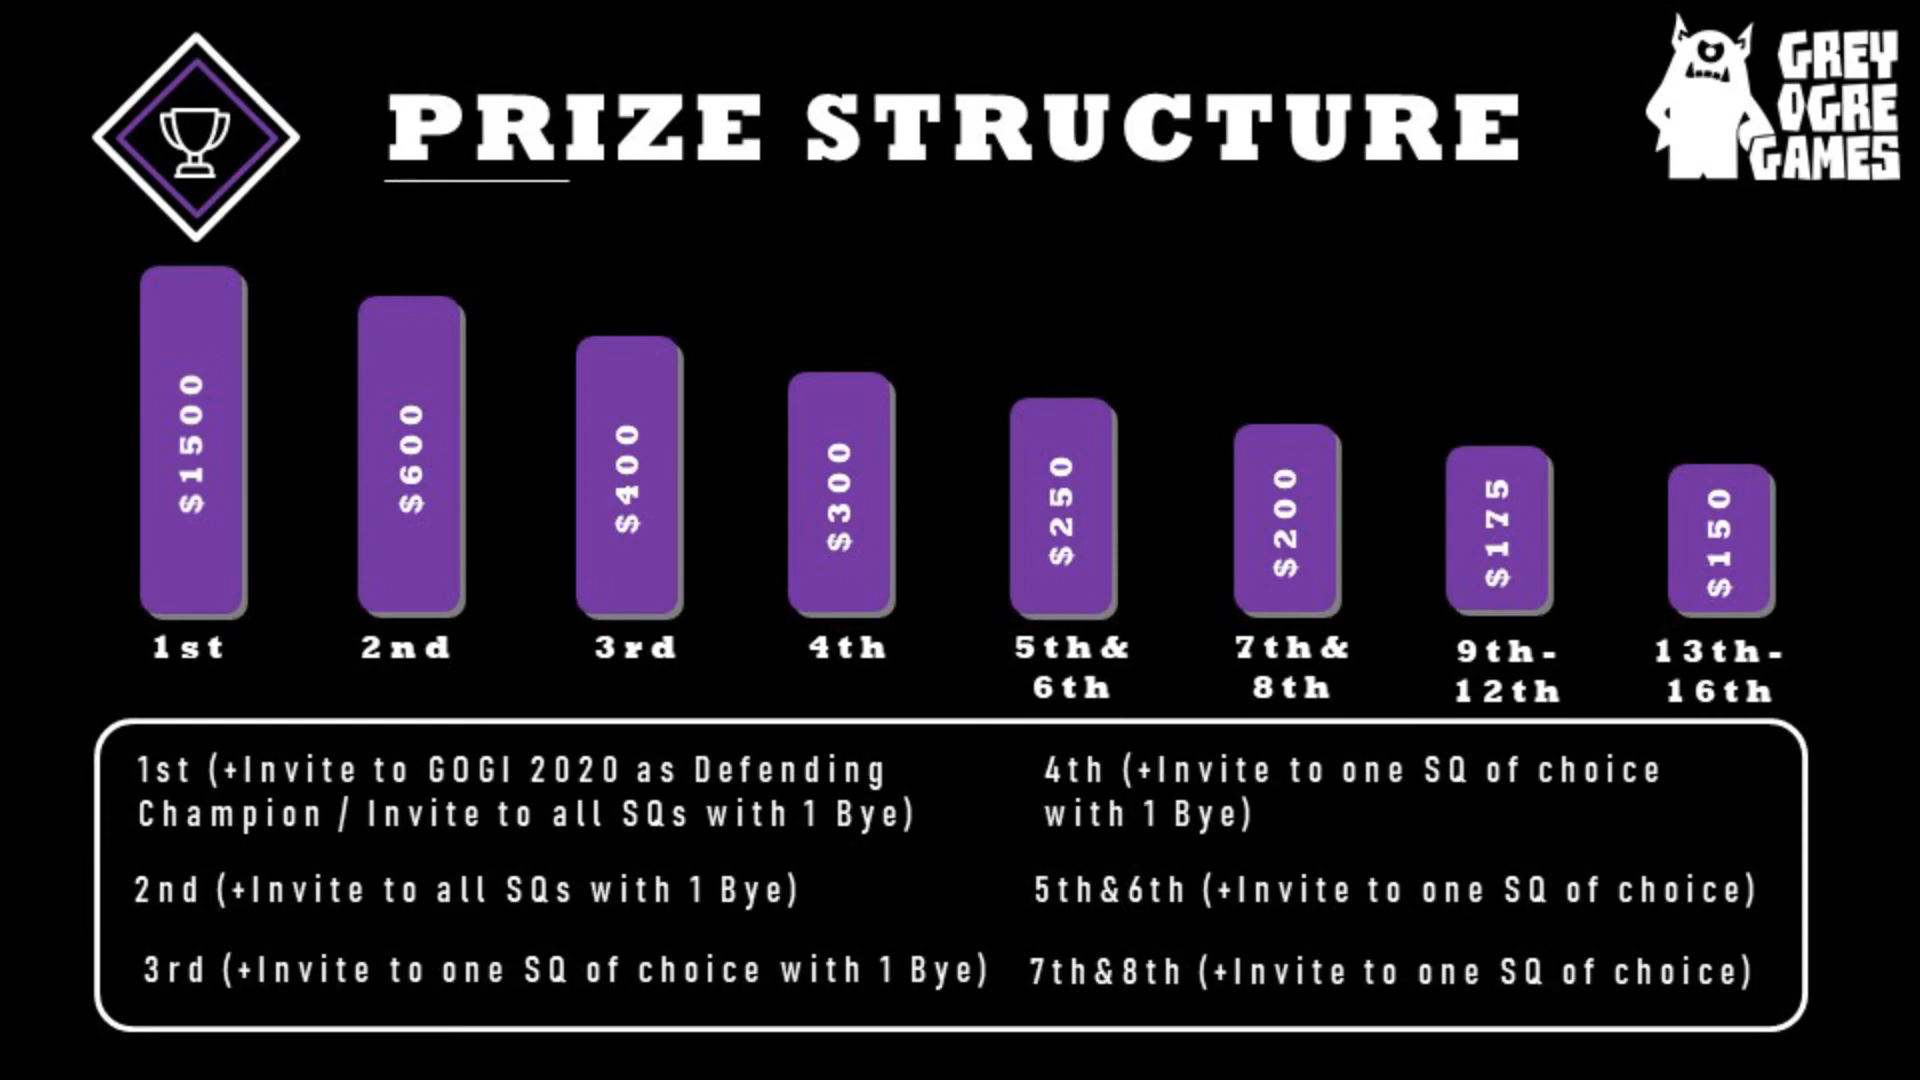 PRIZE STRUCTURE
GREY
OGRE
GAMES
$1500
$600
$400
$300
$250
$200
$175
$150
1st
2nd
3rd
4th
5th&
6th
7th&
8th
9th-
12th
13th-
16th
1st (+Invite to GOGI 2020 as Defending
Champion / Invite to all SQs with 1 Bye)
2nd (+Invite to all SQs with 1 Bye)
3rd (+Invite to one SQ of choice with 1 Bye)
4th (+Invite to one SQ of choice
with 1 Bye)
5th&6th (+Invite to one SQ of choice)
7th&8th (+Invite to one SQ of choice)